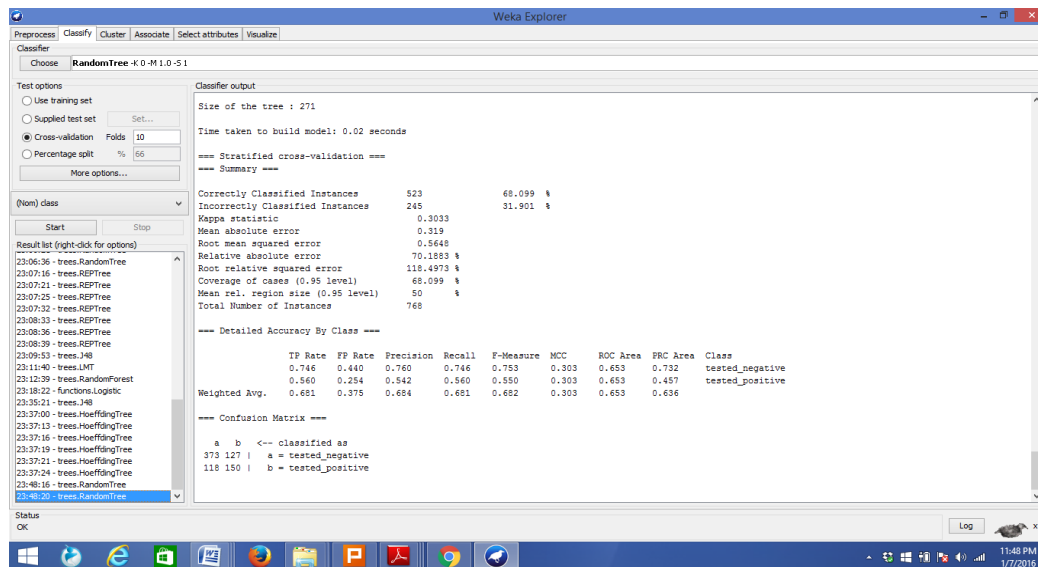 Weka Explorer
Preprocess Classify Cluster Associate Select attributes Visualize
Classifier
Choose RandomTree -K 0 -M 1.0 -S 1
Test options
Use training set
Supplied test set Set...
Cross-validation Folds 10
Percentage split % 66
More options...
(Nom) class
Start Stop
Result list (right-click for options)
23:06:36 - trees.RandomTree
23:07:16 - trees.REPTree
23:07:21 - trees.REPTree
23:07:25 - trees.REPTree
23:07:32 - trees.REPTree
23:08:33 - trees.REPTree
23:08:36 - trees.REPTree
23:08:39 - trees.REPTree
23:09:53 - trees.J48
23:11:40 - trees.LMT
23:12:39 - trees.RandomForest
23:18:22 - functions.Logistic
23:35:21 - trees.J48
23:37:00 - trees.HoeffdingTree
23:37:13 - trees.HoeffdingTree
23:37:16 - trees.HoeffdingTree
23:37:19 - trees.HoeffdingTree
23:37:21 - trees.HoeffdingTree
23:37:24 - trees.HoeffdingTree
23:48:16 - trees.RandomTree
23:48:20 - trees.RandomTree
Classifier output
Size of the tree : 271
Time taken to build model: 0.02 seconds
=== Stratified cross-validation ===
=== Summary ===
Correctly Classified Instances 523 68.099 %
Incorrectly Classified Instances 245 31.901 %
Kappa statistic 0.3033
Mean absolute error 0.319
Root mean squared error 0.5648
Relative absolute error 70.1883 %
Root relative squared error 118.4973 %
Coverage of cases (0.95 level) 68.099 %
Mean rel. region size (0.95 level) 50 %
Total Number of Instances 768
=== Detailed Accuracy By Class ===
TP Rate FP Rate Precision Recall F-Measure MCC ROC Area PRC Area Class
0.746 0.440 0.760 0.746 0.753 0.303 0.653 0.732 tested_negative
0.560 0.254 0.542 0.560 0.550 0.303 0.653 0.457 tested_positive
Weighted Avg. 0.681 0.375 0.684 0.681 0.682 0.303 0.653 0.636
=== Confusion Matrix ===
a b <-- classified as
373 127 | a = tested_negative
118 150 | b = tested_positive
Status
OK
Log
x
11:48 PM
1/7/2016